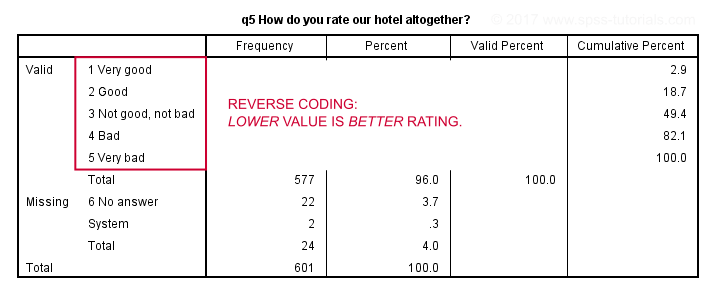 © 2017 www.spss-tutorials.com
q5 How do you rate our hotel altogether?
Frequency Percent Valid Percent Cumulative Percent
Valid 1 Very good 2.9
2 Good 18.7
3 Not good, not bad 49.4
4 Bad 82.1
5 Very bad 100.0
REVERSE CODING:
LOWER VALUE IS BETTER RATING.
Total 577 96.0 100.0
Missing 6 No answer 22 3.7
System 2 .3
Total 24 4.0
Total 601 100.0